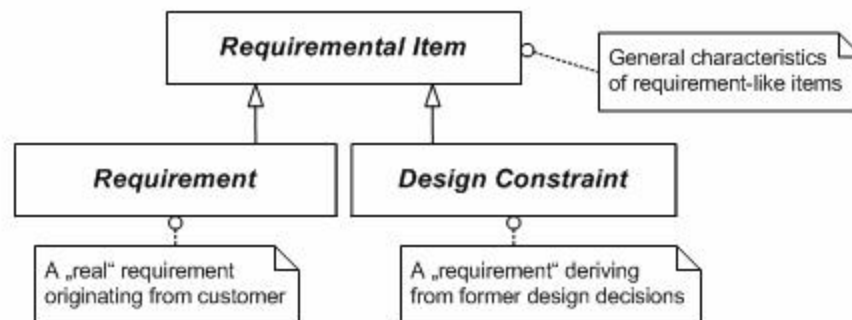 Requiremental Item
General characteristics
of requirement-like items
Requirement
Design Constraint
A „real“ requirement
originating from customer
A „requirement“ deriving
from former design decisions